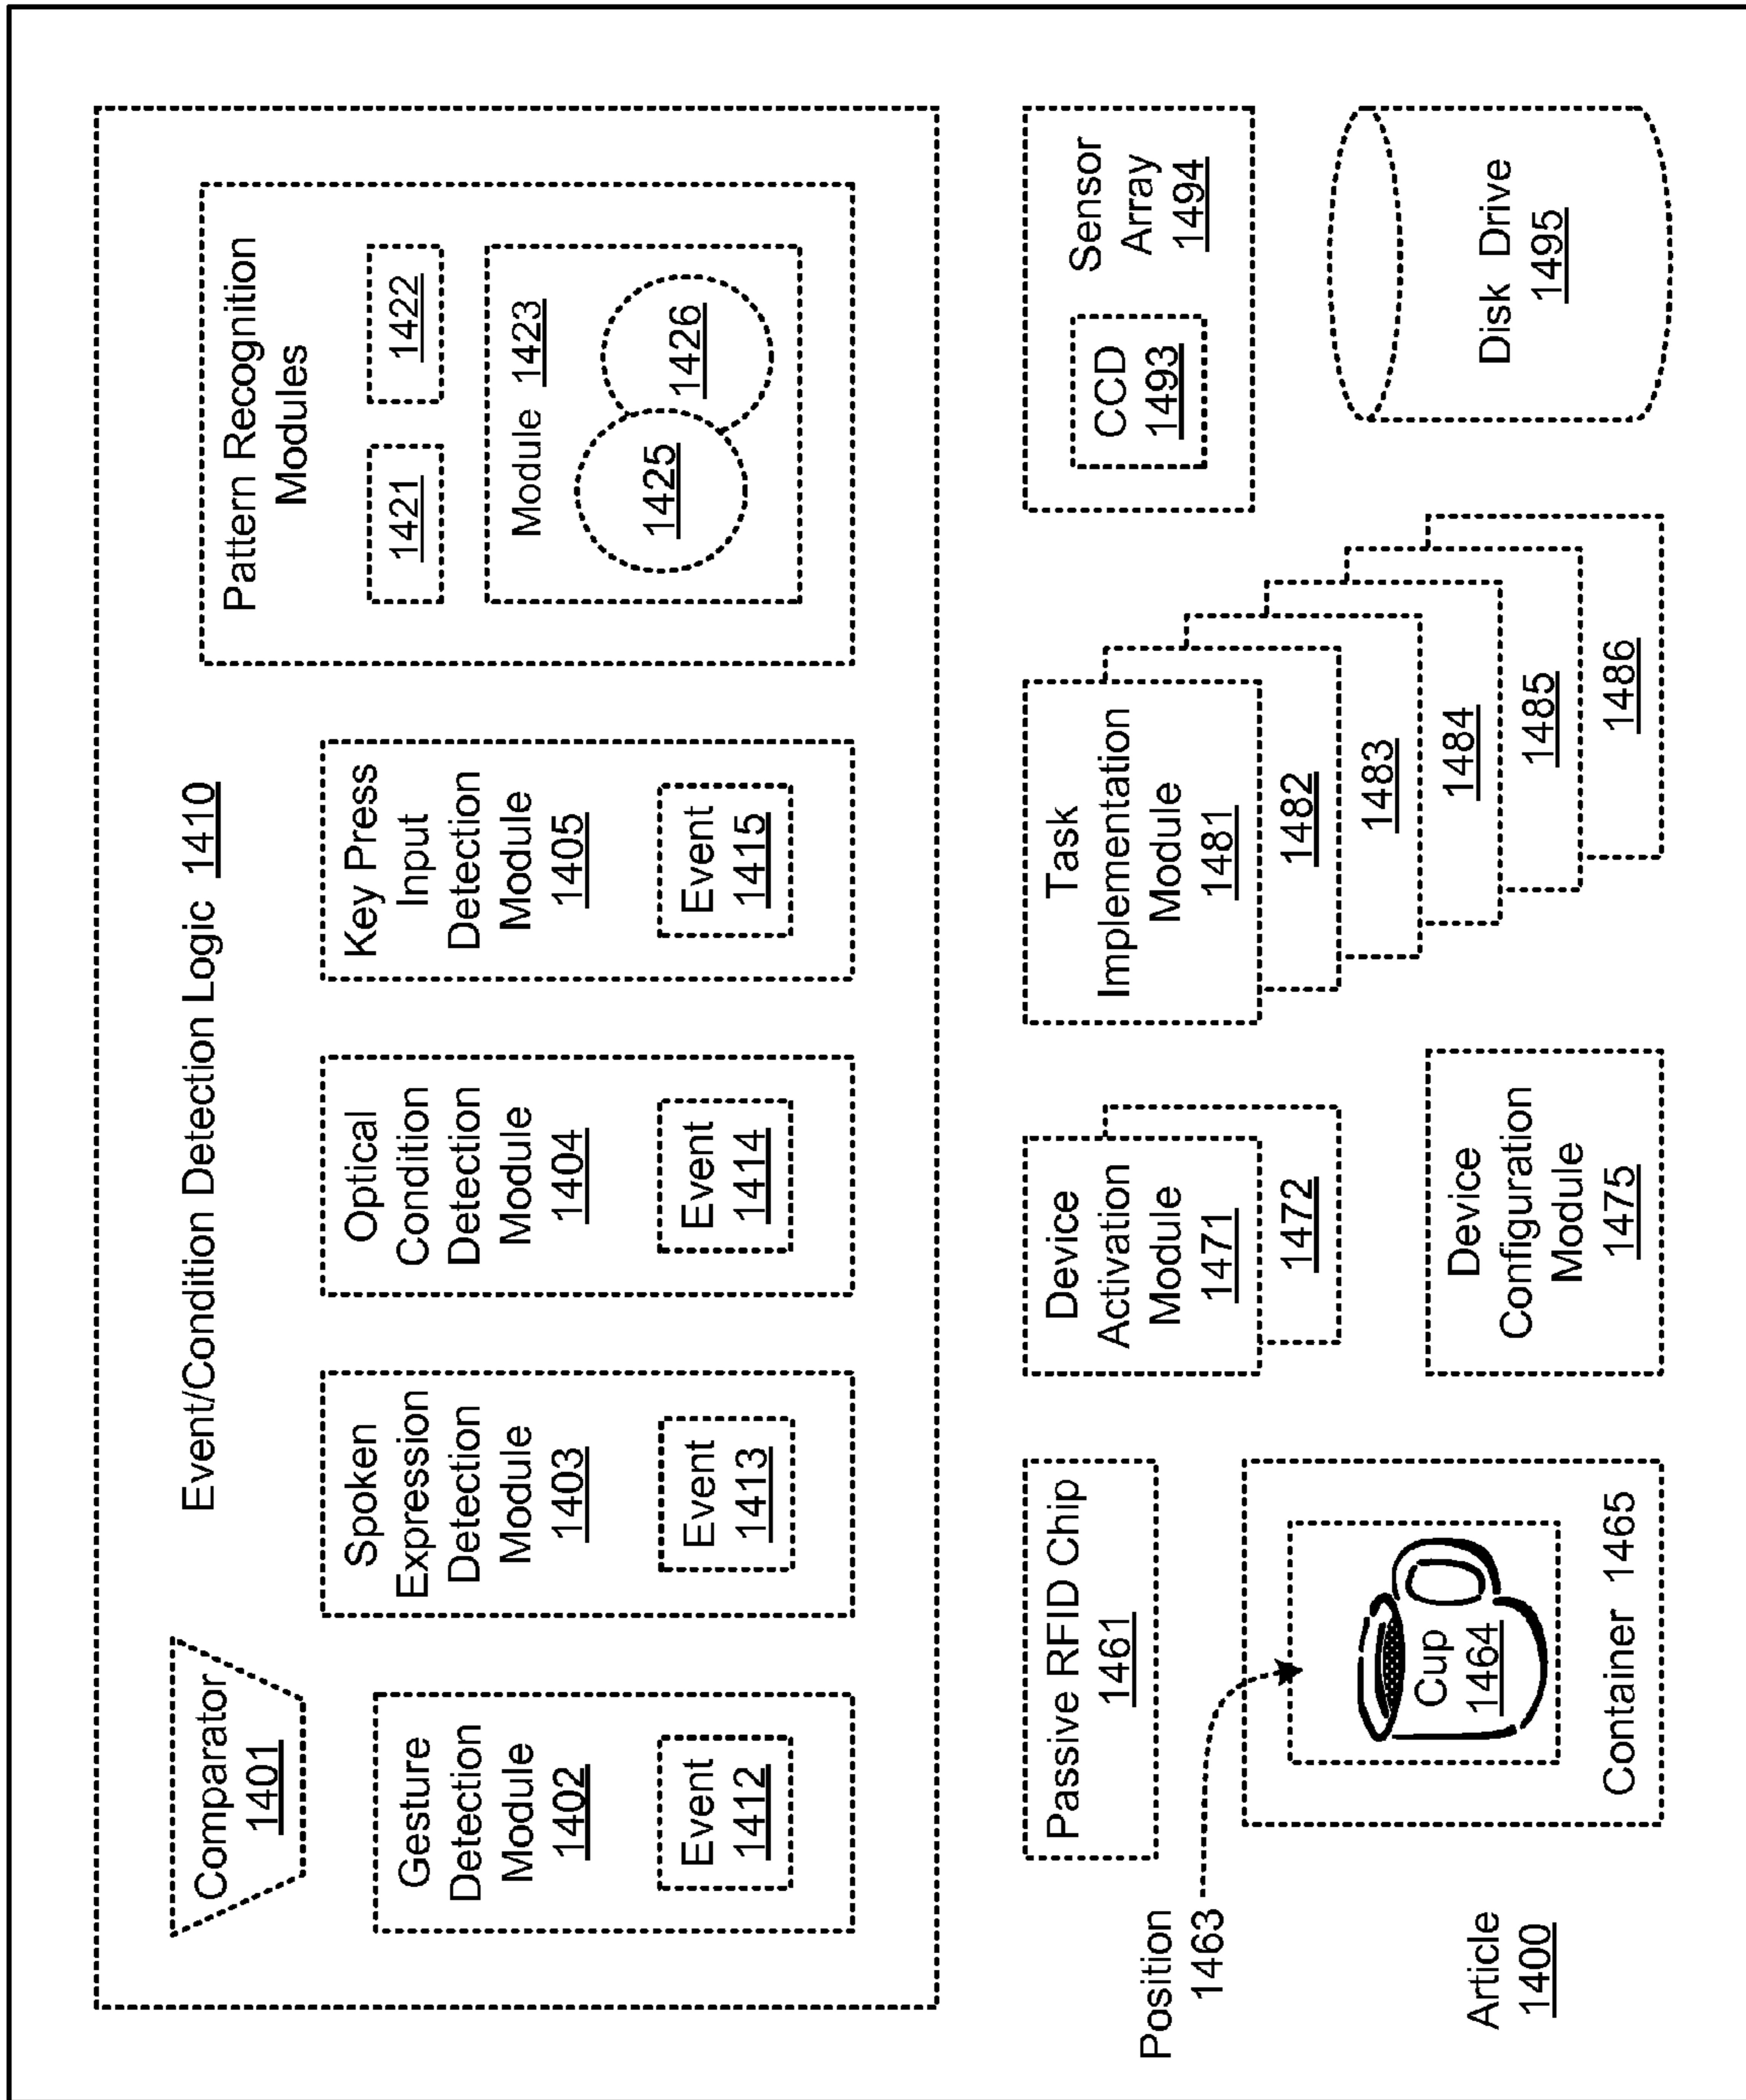 Event/Condition Detection Logic 1410
Comparator
1401
Gesture
Detection
Module
1402
Event
1412
Spoken
Expression
Detection
Module
1403
Event
1413
Optical
Condition
Detection
Module
1404
Event
1414
Key Press
Input
Detection
Module
1405
Event
1415
Pattern Recognition
Modules
1421
1422
Module 1423
1425
1426
Position
1463
Article
1400
Passive RFID Chip
1461
Cup
1464
Container 1465
Device
Activation
Module
1471
1472
Device
Configuration
Module
1475
Task
Implementation
Module
1481
1482
1483
1484
1485
1486
CCD
1493
Sensor
Array
1494
Disk Drive
1495